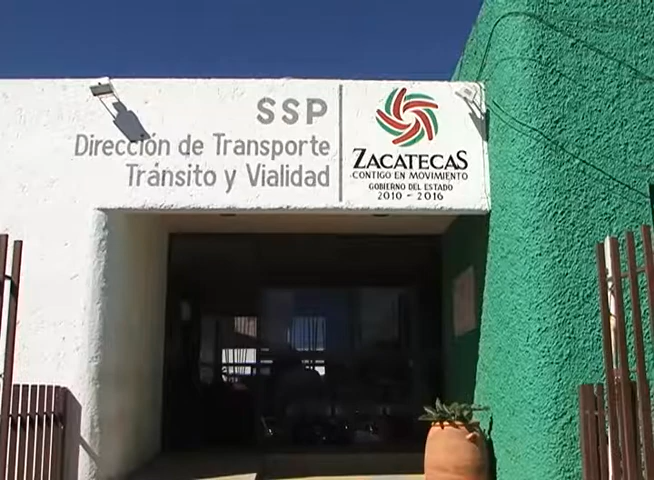 SSP
Dirección de Transporte
Tránsito y Vialidad
ZACATECAS
CONTIGO EN MOVIMIENTO
GOBIERNO DEL ESTADO
2010 - 2016